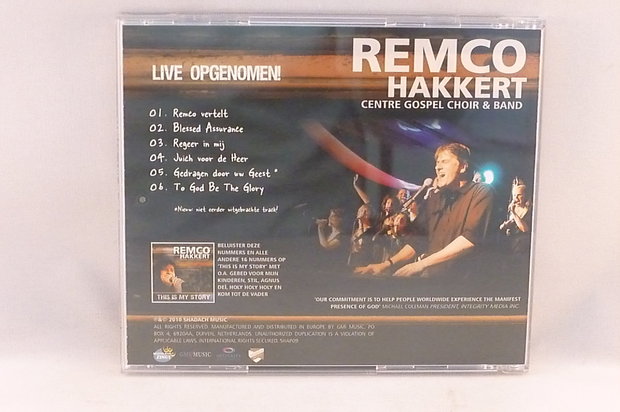 LIVE OPGENOMEN!
REMCO
HAKKERT
CENTRE GOSPEL CHOIR & BAND
01. Remco vertelt
02. Blessed Assurance
03. Regeer in mij
04. Juich voor de Heer
05. Gedragen door uw Geest *
06. To God Be The Glory
*Nieuw niet eerder uitgebrachte track!
REMCO
HAKKERT
THIS IS MY STORY
BELUISTER DEZE
NUMMERS EN ALLE
ANDERE 16 NUMMERS OP
'THIS IS MY STORY' MET
O.A. GEBED VOOR MIJN
KINDEREN, STIL, AGNUS
DEÏ, HOLY HOLY HOLY EN
KOM TOT DE VADER
'OUR COMMITMENT IS TO HELP PEOPLE WORLDWIDE EXPERIENCE THE MANIFEST
PRESENCE OF GOD' MICHAEL COLEMAN PRESIDENT, INTEGRITY MEDIA INC.
℗&© 2010 SHADACH MUSIC
ALL RIGHTS RESERVED. MANUFACTURED AND DISTRIBUTED IN EUROPE BY GMI MUSIC, PO
BOX 4, 6920AA, DUIVEN, NETHERLANDS. UNAUTHORIZED DUPLICATION IS A VIOLATION OF
APPLICABLE LAWS. INTERNATIONAL RIGHTS SECURED. SHAP09
GMI MUSIC